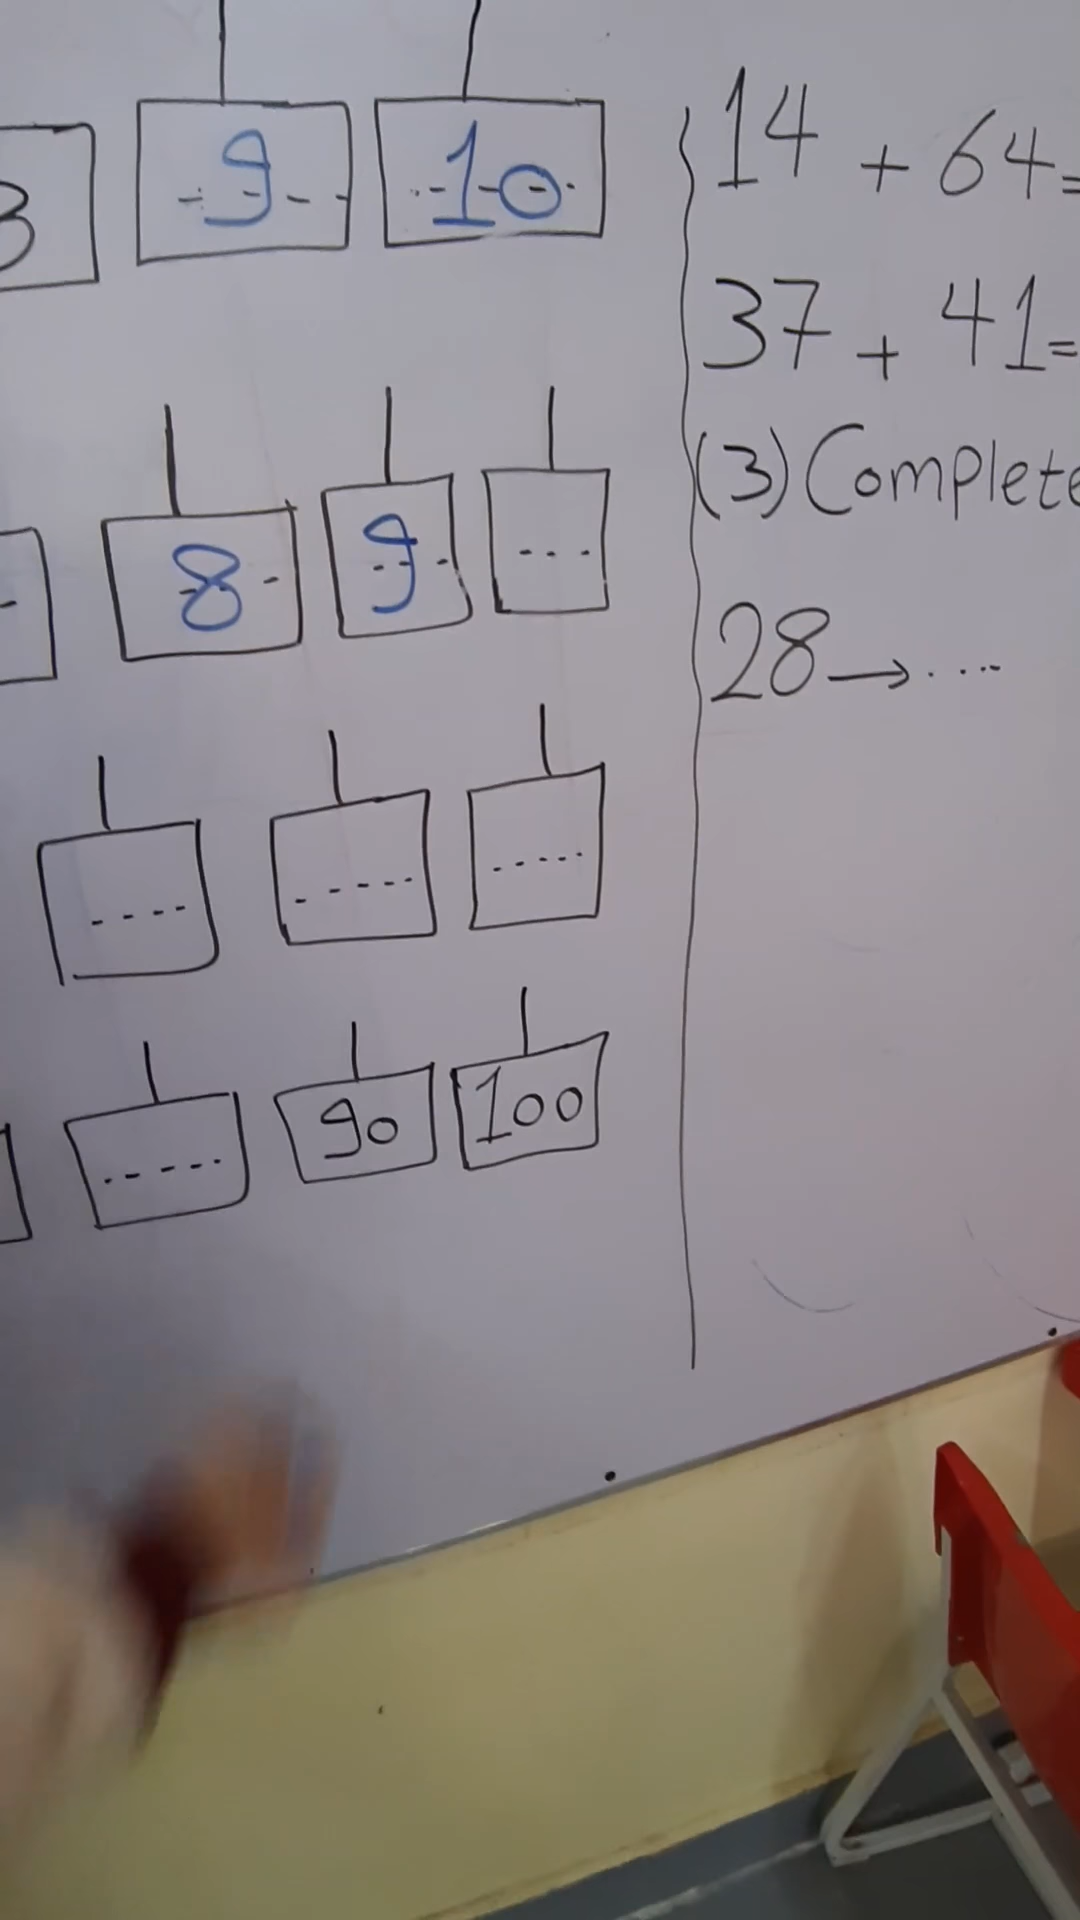 9 10
8 9 ...
.... ..... .....
..... 90 100
14 + 64=
37 + 41=
(3) Complete
28→....